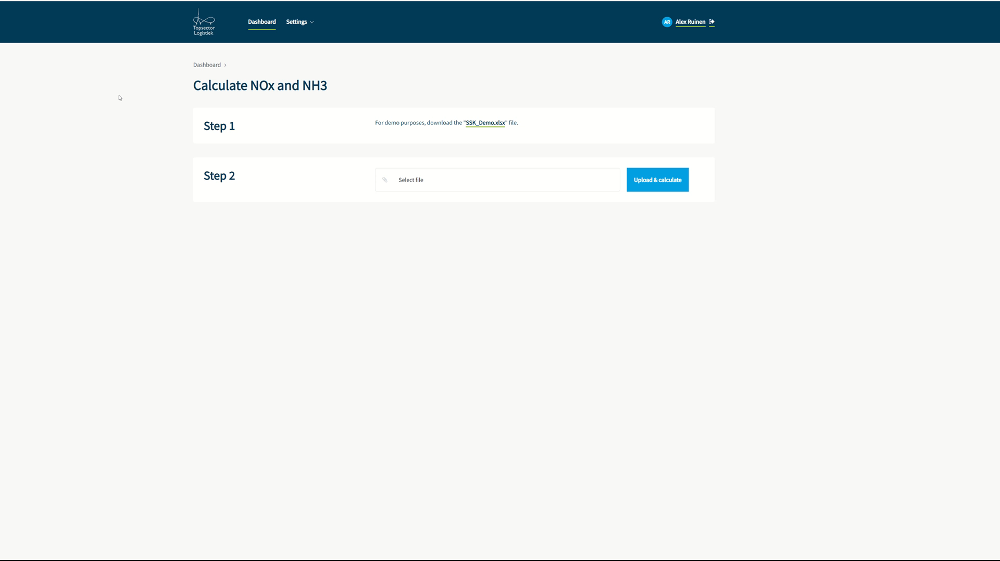 Topsector
Logistiek
Dashboard
Settings
AR
Alex Ruinen
Dashboard >
Calculate NOx and NH3
Step 1
For demo purposes, download the "SSK_Demo.xlsx" file.
Step 2
Select file
Upload & calculate